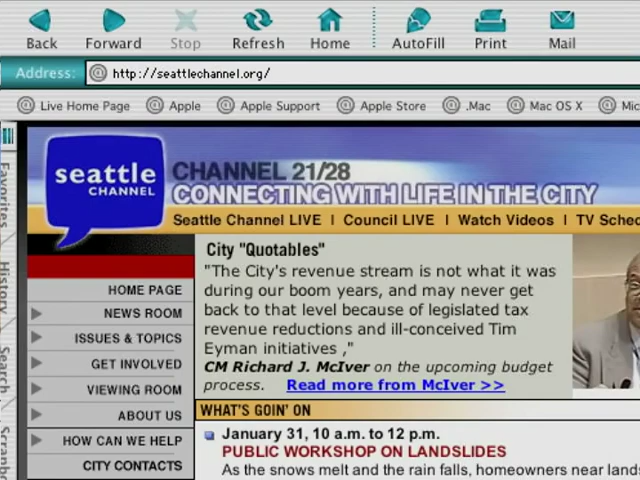 Back Forward Stop Refresh Home AutoFill Print Mail
Address: http://seattlechannel.org/
Live Home Page Apple Apple Support Apple Store .Mac Mac OS X
Favorites
History
Search
seattle
CHANNEL
CHANNEL 21/28
CONNECTING WITH LIFE IN THE CITY
Seattle Channel LIVE | Council LIVE | Watch Videos |
HOME PAGE
NEWS ROOM
ISSUES & TOPICS
GET INVOLVED
VIEWING ROOM
ABOUT US
HOW CAN WE HELP
CITY CONTACTS
City "Quotables"
"The City's revenue stream is not what it was
during our boom years, and may never get
back to that level because of legislated tax
revenue reductions and ill-conceived Tim
Eyman initiatives ,"
CM Richard J. McIver on the upcoming budget
process. Read more from McIver >>
WHAT'S GOIN' ON
January 31, 10 a.m. to 12 p.m.
PUBLIC WORKSHOP ON LANDSLIDES
As the snows melt and the rain falls, homeowners near